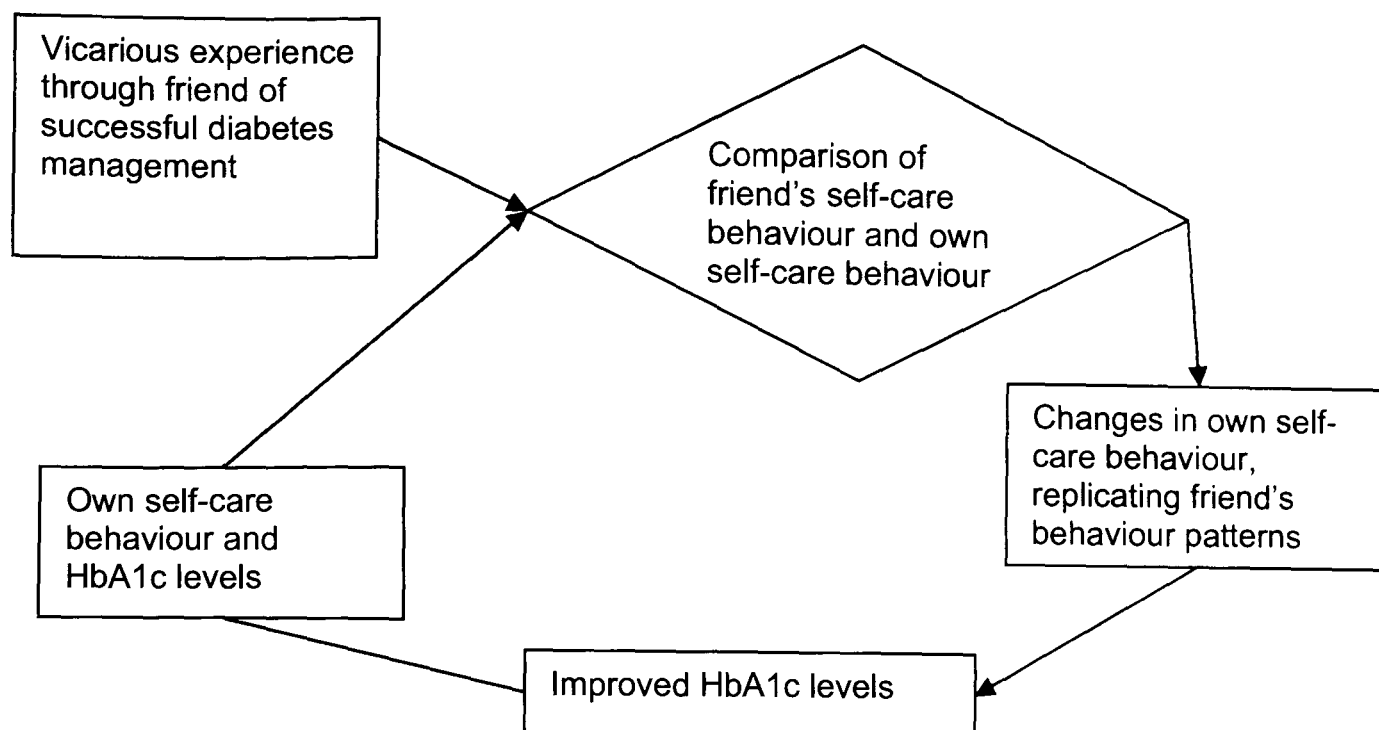 Vicarious experience
through friend of
successful diabetes
management
Comparison of
friend's self-care
behaviour and own
self-care behaviour
Changes in own self-
care behaviour,
replicating friend's
behaviour patterns
Own self-care
behaviour and
HbA1c levels
Improved HbA1c levels